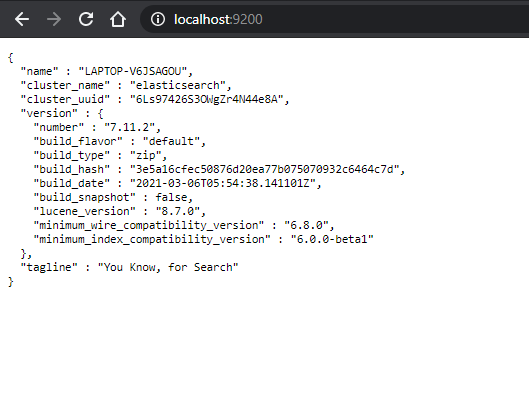 localhost:9200
{
  "name" : "LAPTOP-V6JSAGOU",
  "cluster_name" : "elasticsearch",
  "cluster_uuid" : "6Ls97426S3OWgZr4N44e8A",
  "version" : {
    "number" : "7.11.2",
    "build_flavor" : "default",
    "build_type" : "zip",
    "build_hash" : "3e5a16cfec50876d20ea77b075070932c6464c7d",
    "build_date" : "2021-03-06T05:54:38.141101Z",
    "build_snapshot" : false,
    "lucene_version" : "8.7.0",
    "minimum_wire_compatibility_version" : "6.8.0",
    "minimum_index_compatibility_version" : "6.0.0-beta1"
  },
  "tagline" : "You Know, for Search"
}